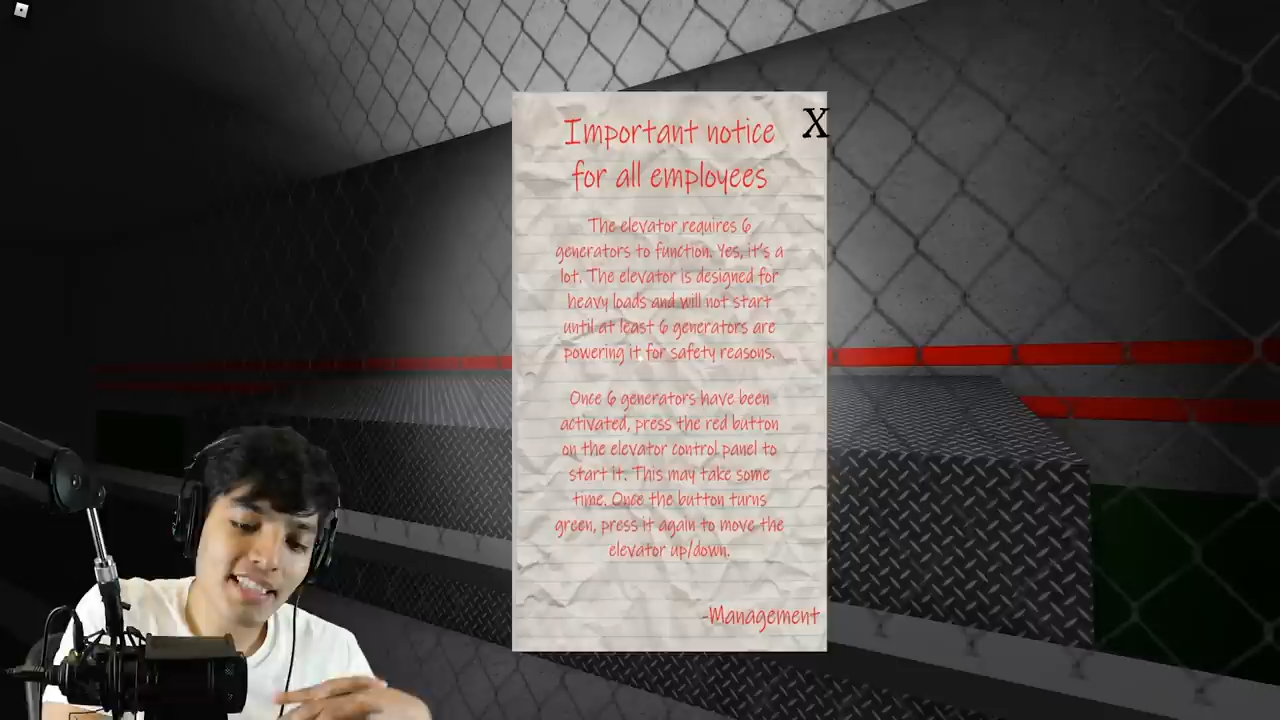 X
Important notice
for all employees
The elevator requires 6
generators to function. Yes, it's a
lot. The elevator is designed for
heavy loads and will not start
until at least 6 generators are
powering it for safety reasons.
Once 6 generators have been
activated, press the red button
on the elevator control panel to
start it. This may take some
time. Once the button turns
green, press it again to move the
elevator up/down.
-Management